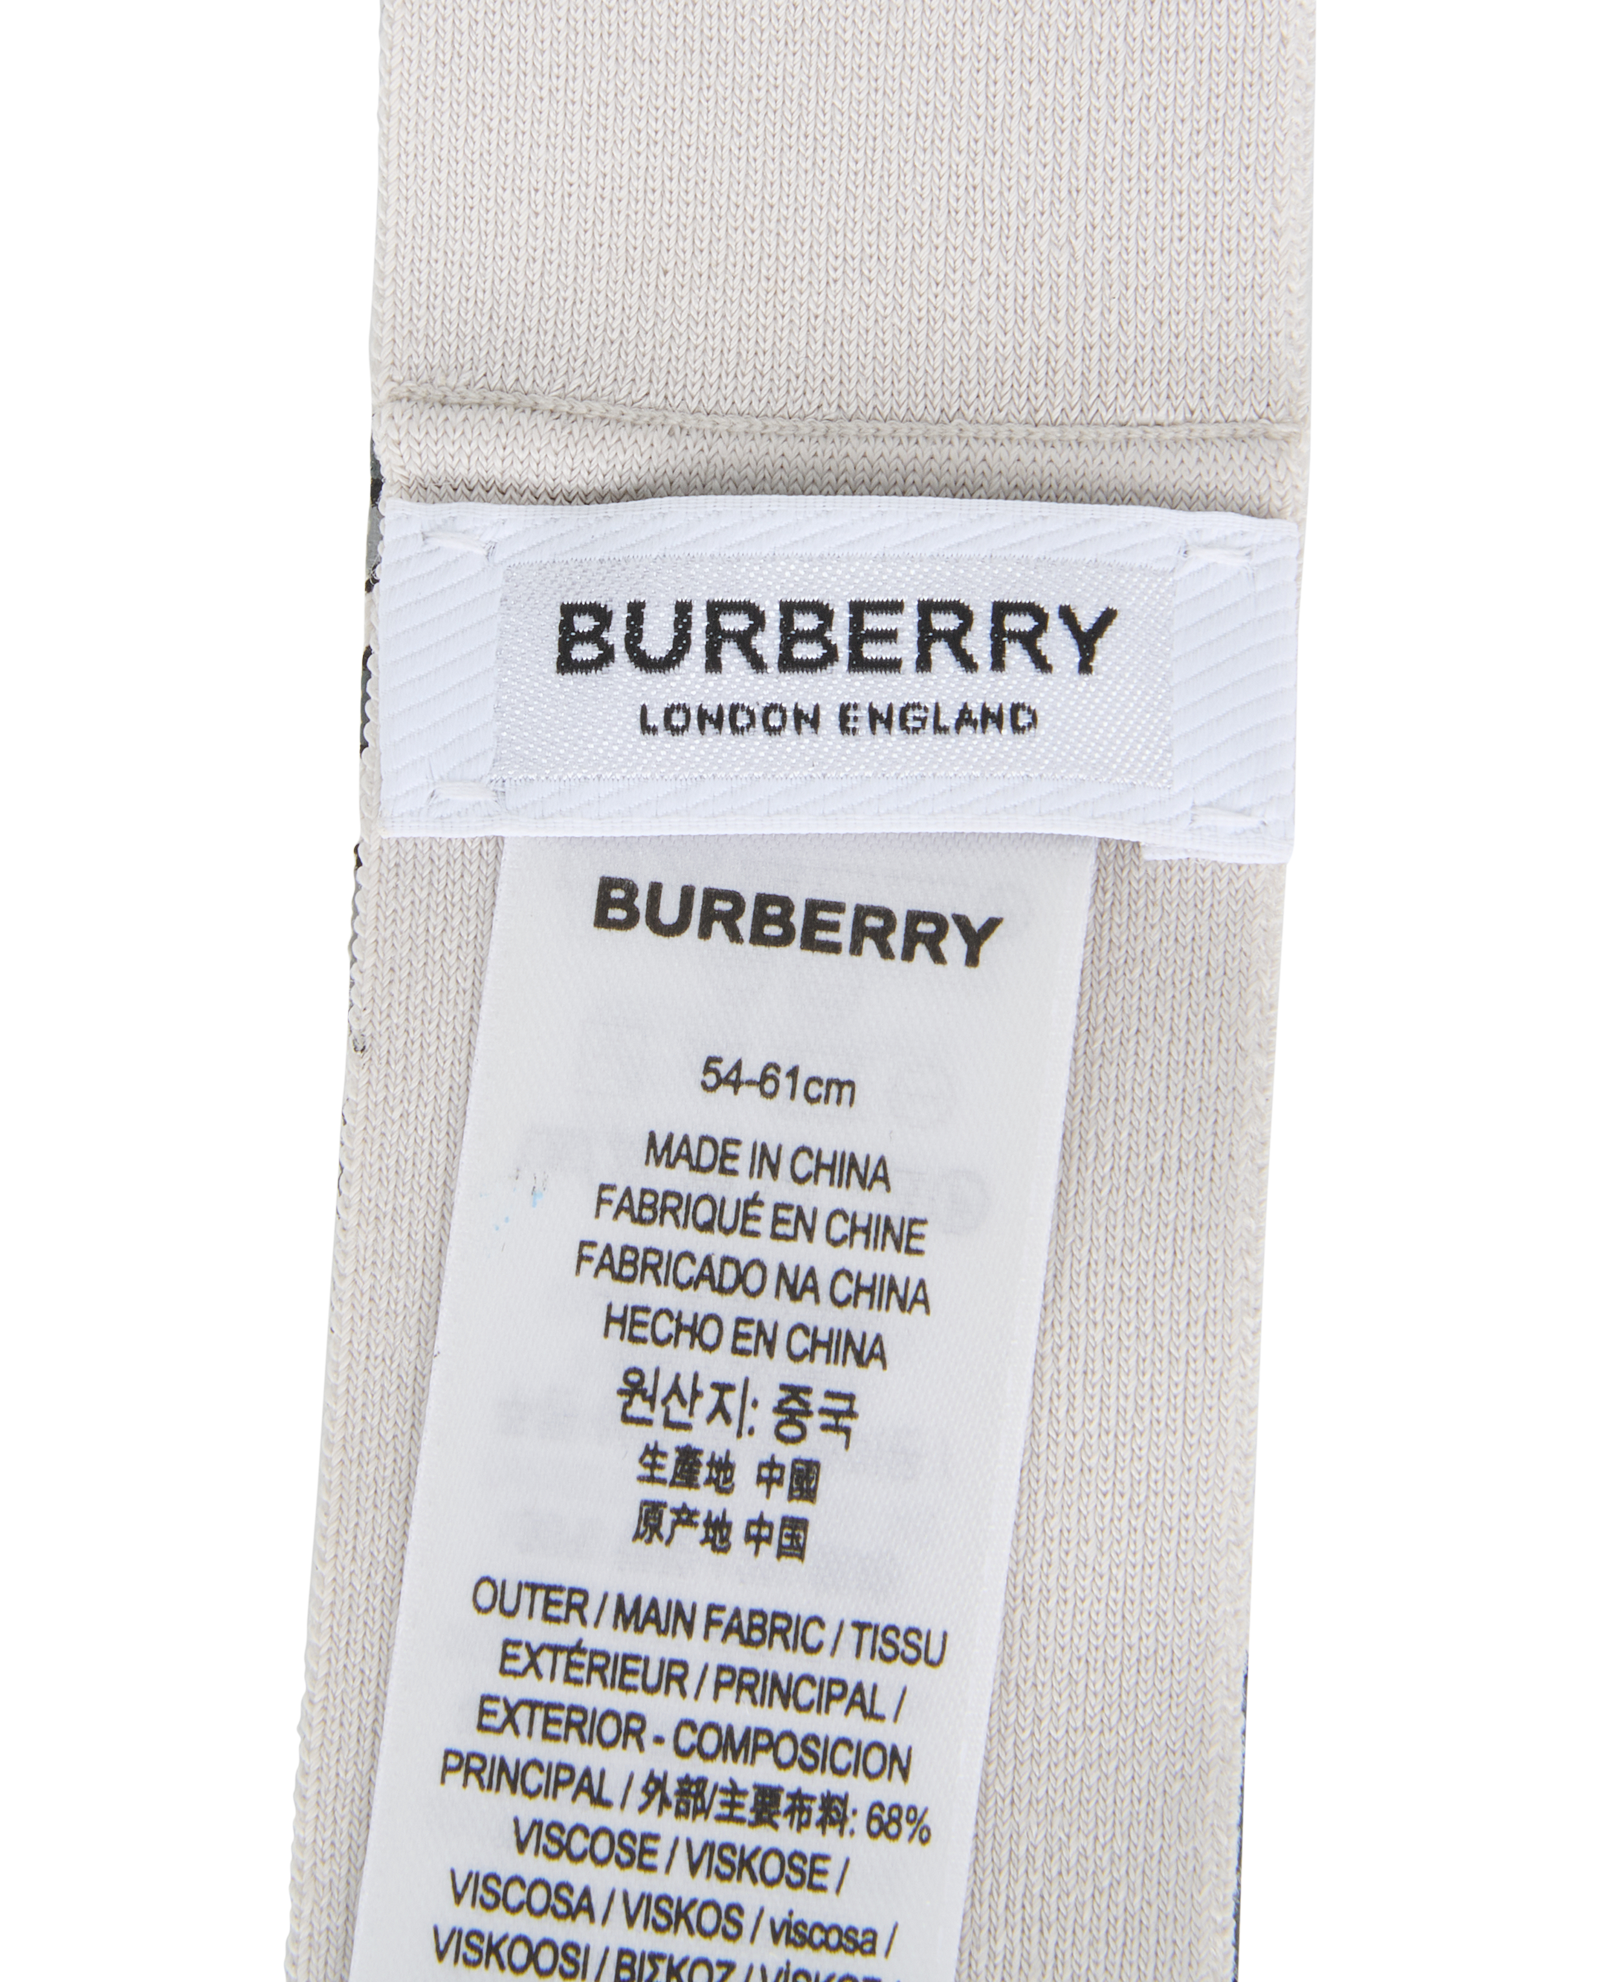 BURBERRY
LONDON ENGLAND
BURBERRY
54-61cm
MADE IN CHINA
FABRIQUÉ EN CHINE
FABRICADO NA CHINA
HECHO EN CHINA
원산지: 중국
生產地 中國
原产地 中国
OUTER / MAIN FABRIC / TISSU
EXTÉRIEUR / PRINCIPAL /
EXTERIOR - COMPOSICION
PRINCIPAL / 外部/主要布料: 68%
VISCOSE / VISKOSE /
VISCOSA / VISKOS / viscosa /
VISKOOSI / ΒΙΣΚΟΖ /